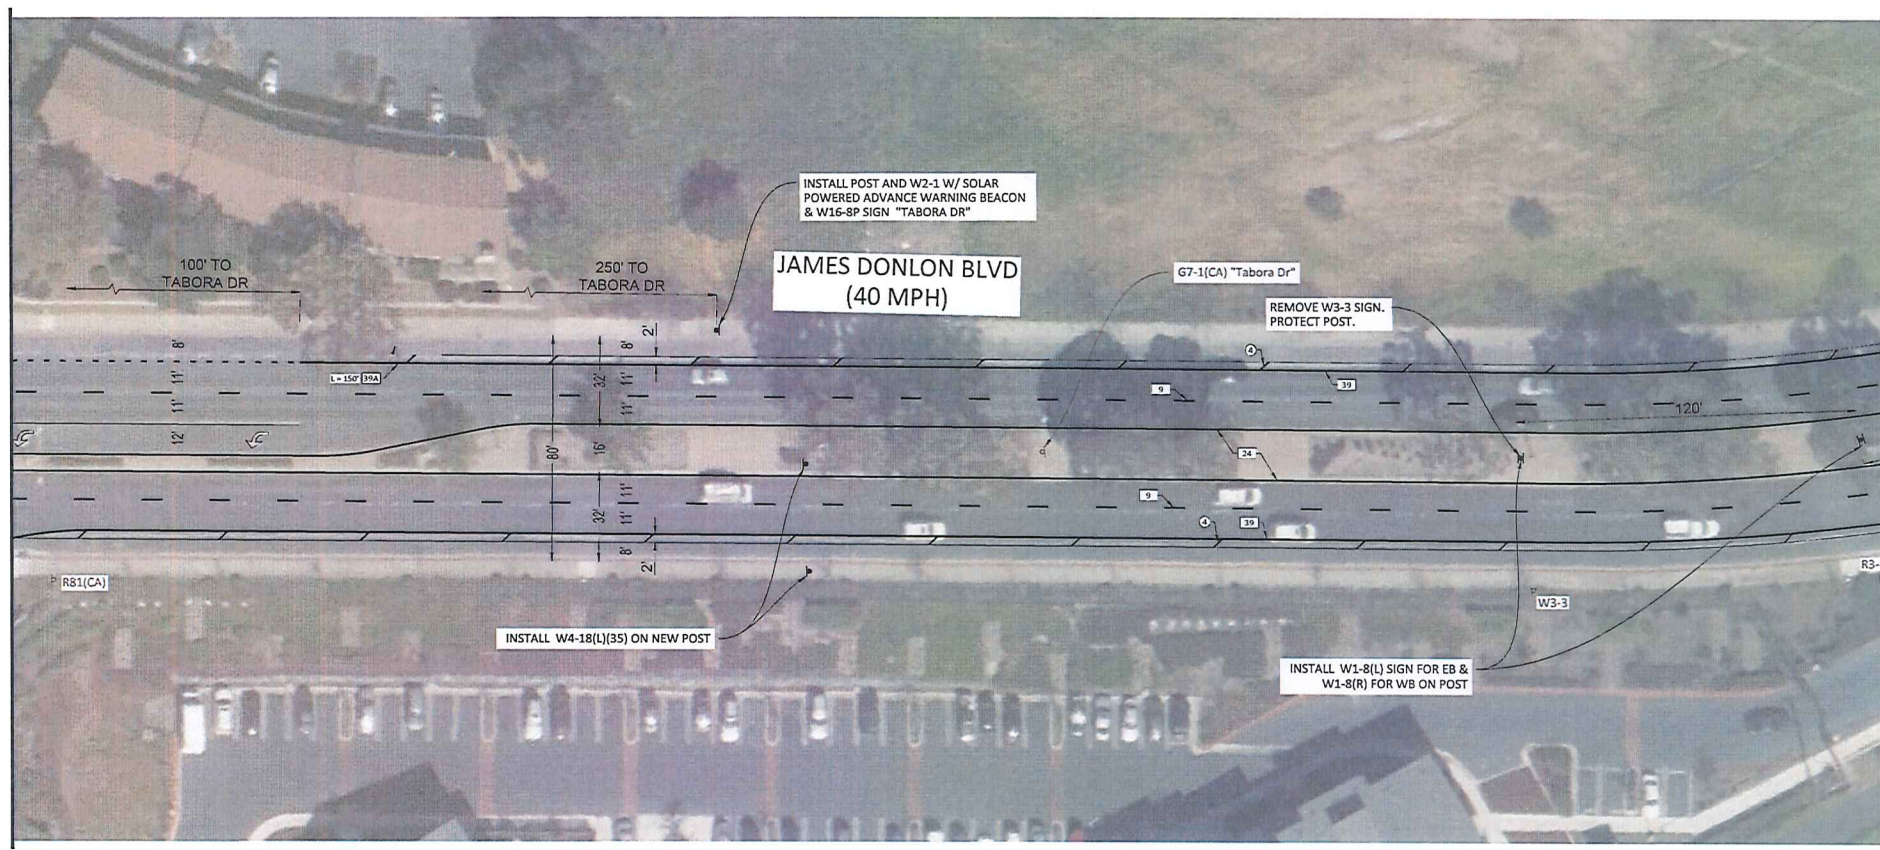 INSTALL POST AND W2-1 W/ SOLAR
POWERED ADVANCE WARNING BEACON
& W16-8P SIGN "TABORA DR"
100' TO
TABORA DR
250' TO
TABORA DR
JAMES DONLON BLVD
(40 MPH)
G7-1(CA) "Tabora Dr"
REMOVE W3-3 SIGN.
PROTECT POST.
8'
11'
11'
12'
L = 150' 39A
2'
8'
32'
11'
11'
80'
16'
32'
11'
11'
8'
2'
4
39
9
120'
24
9
4
39
R81(CA)
R3-
W3-3
INSTALL W4-18(L)(35) ON NEW POST
INSTALL W1-8(L) SIGN FOR EB &
W1-8(R) FOR WB ON POST